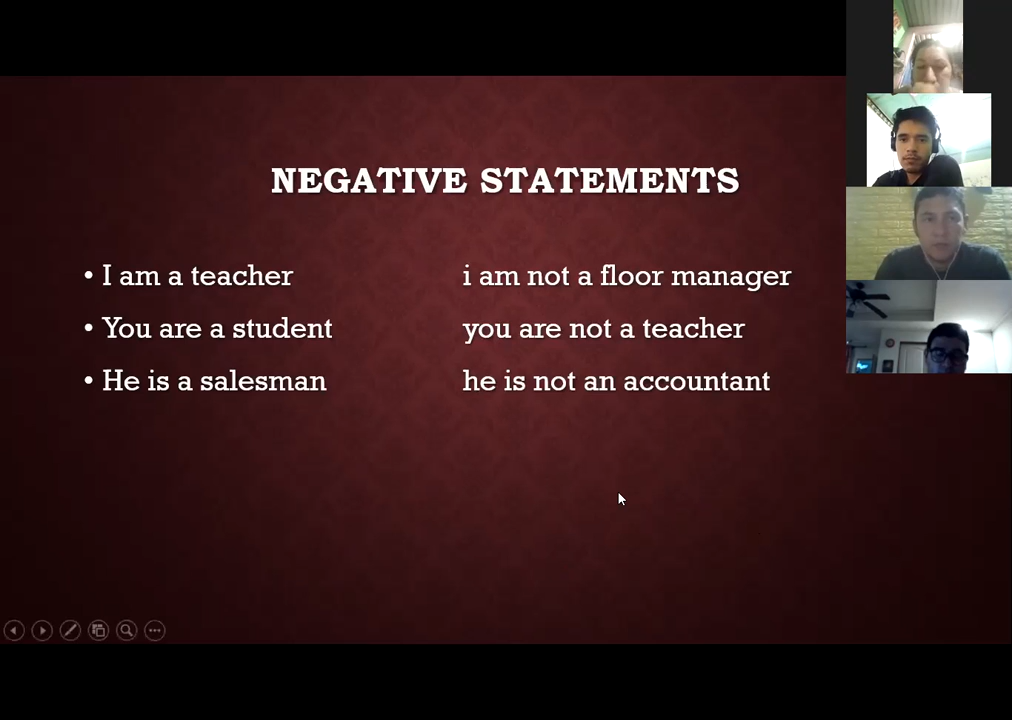 NEGATIVE STATEMENTS
• I am a teacher i am not a floor manager
• You are a student you are not a teacher
• He is a salesman he is not an accountant